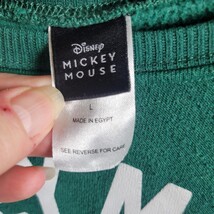 Disney
MICKEY
MOUSE
L
MADE IN EGYPT
SEE REVERSE FOR CARE